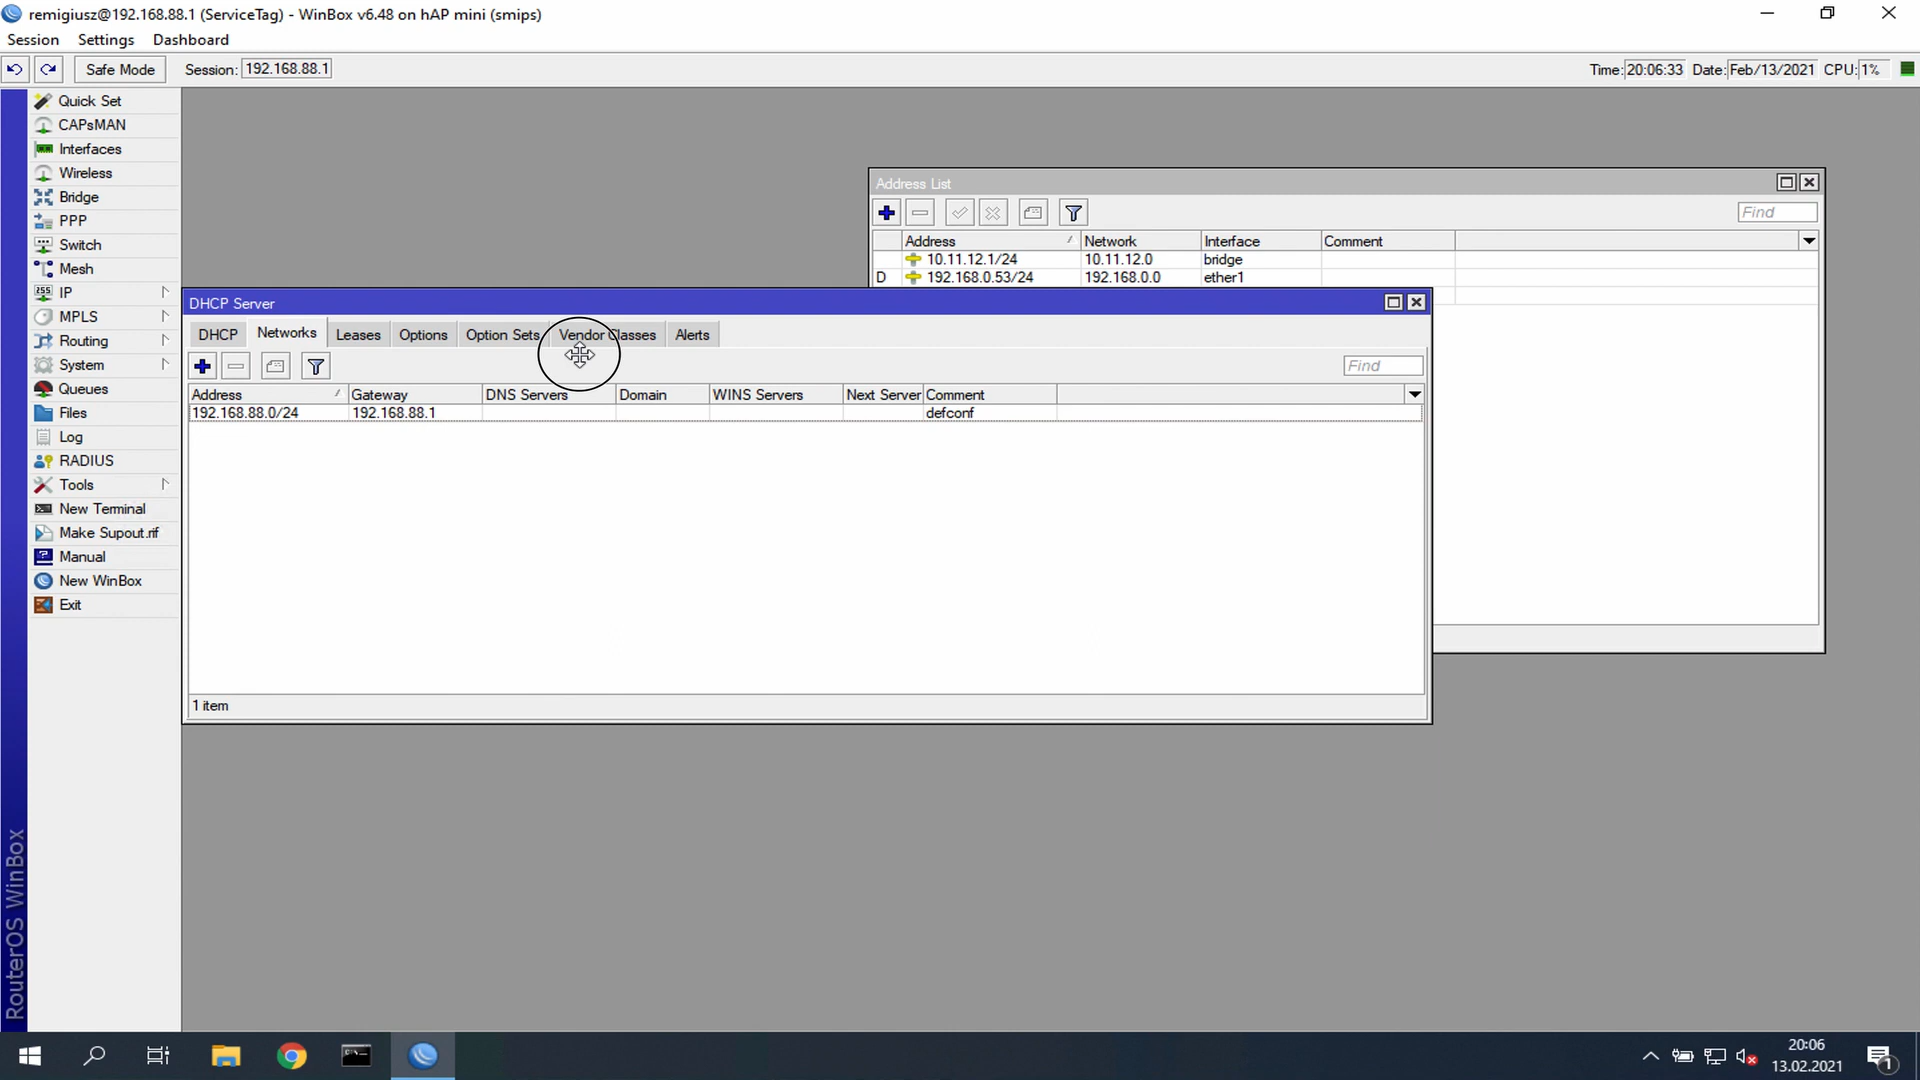 remigiusz@192.168.88.1 (ServiceTag) - WinBox v6.48 on hAP mini (smips)
Session Settings Dashboard
Safe Mode Session: 192.168.88.1 Time: 20:06:33 Date: Feb/13/2021 CPU: 1%
Quick Set
CAPsMAN
Interfaces
Wireless
Bridge
PPP
Switch
Mesh
255 IP
MPLS
Routing
System
Queues
Files
Log
RADIUS
Tools
New Terminal
Make Supout.rif
Manual
New WinBox
Exit
RouterOS WinBox
Address List
Find
Address Network Interface Comment
10.11.12.1/24 10.11.12.0 bridge
D 192.168.0.53/24 192.168.0.0 ether1
DHCP Server
DHCP Networks Leases Options Option Sets Vendor Classes Alerts
Find
Address Gateway DNS Servers Domain WINS Servers Next Server Comment
192.168.88.0/24 192.168.88.1 defconf
1 item
20:06
13.02.2021
1